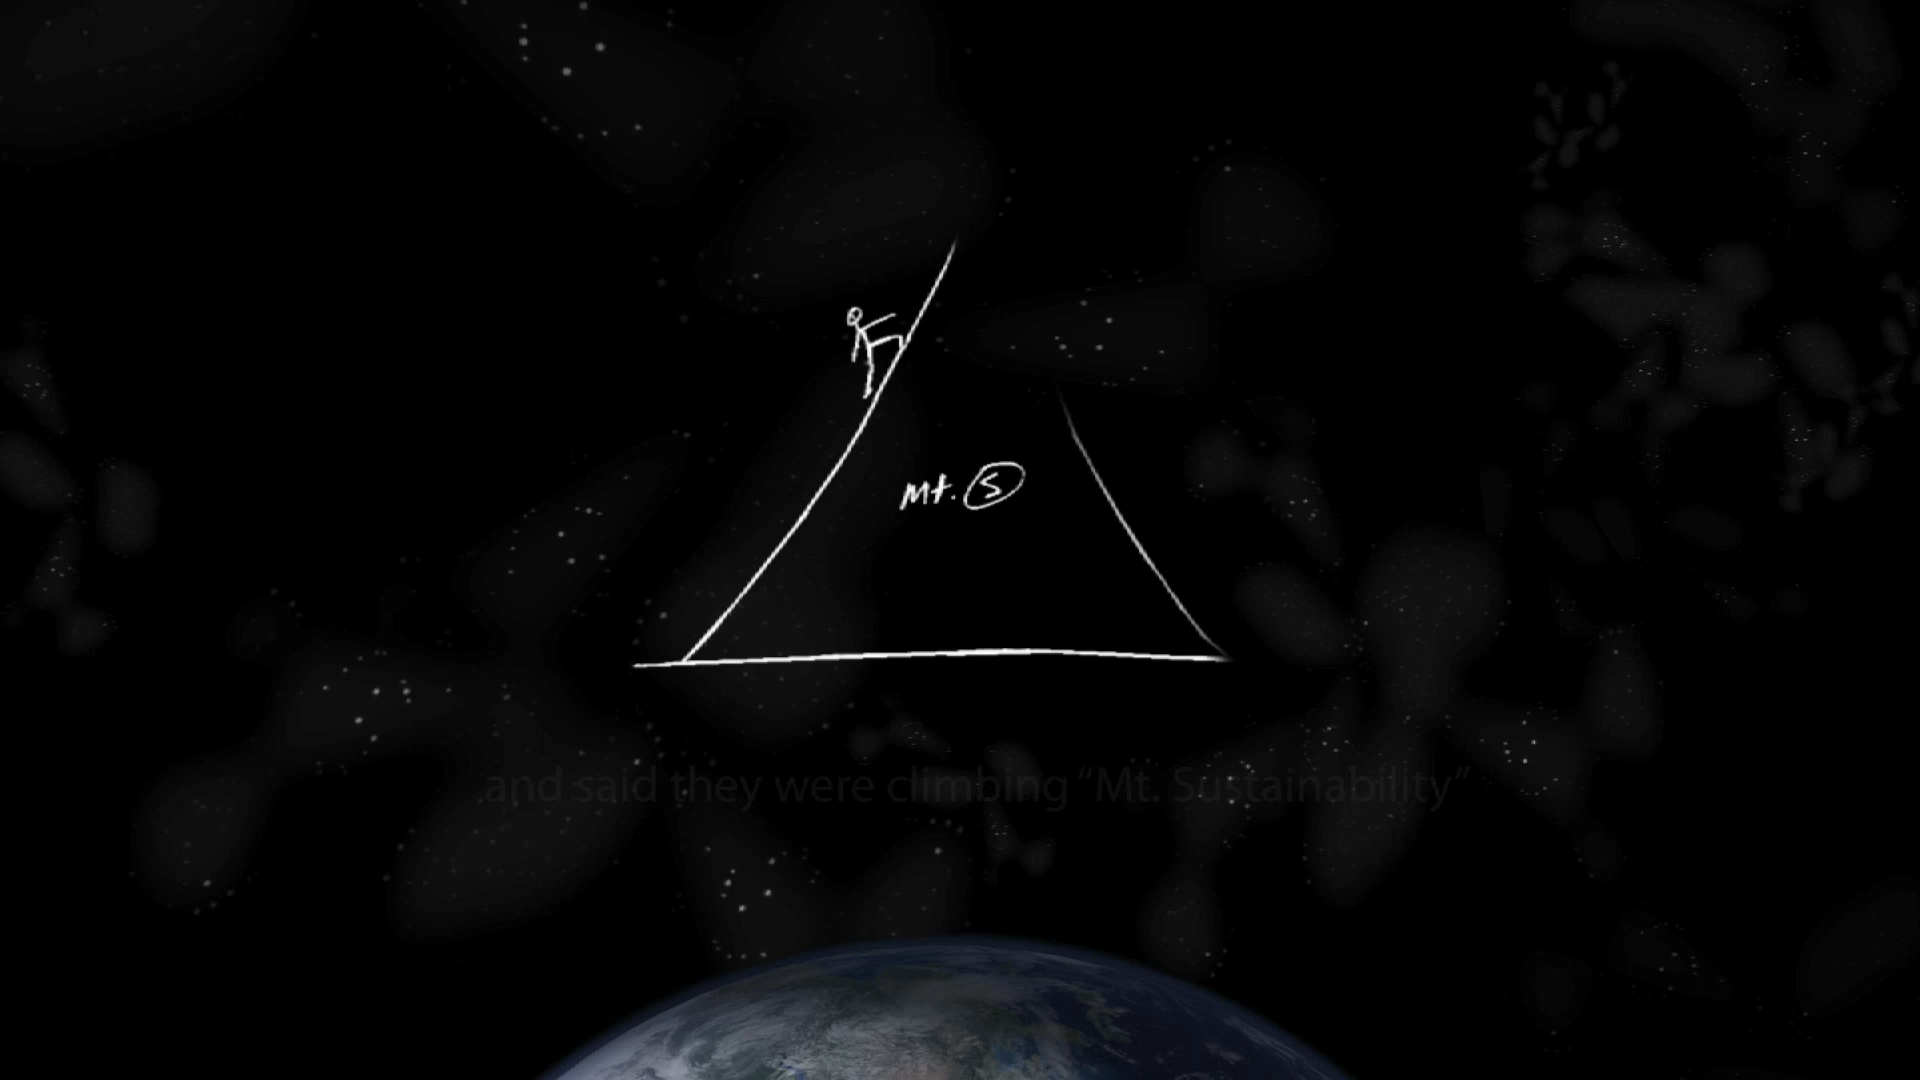 Mt. S
and said they were climbing “Mt. Sustainability”